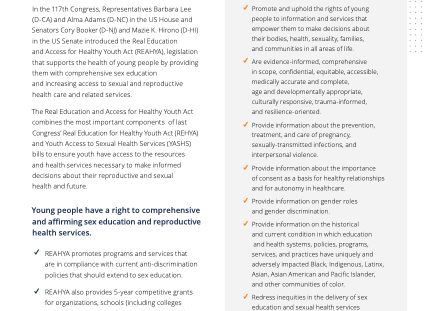 In the 117th Congress, Representatives Barbara Lee
(D-CA) and Alma Adams (D-NC) in the US House and
Senators Cory Booker (D-NJ) and Mazie K. Hirono (D-HI)
in the US Senate introduced the Real Education
and Access for Healthy Youth Act (REAHYA), legislation
that supports the health of young people by providing
them with comprehensive sex education
and increasing access to sexual and reproductive
health care and related services.
The Real Education and Access for Healthy Youth Act
combines the most important components of last
Congress' Real Education for Healthy Youth Act (REHYA)
and Youth Access to Sexual Health Services (YASHS)
bills to ensure youth have access to the resources
and health services necessary to make informed
decisions about their reproductive and sexual
health and future.
Young people have a right to comprehensive
and affirming sex education and reproductive
health services.
✔ REAHYA promotes programs and services that
are in compliance with current anti-discrimination
policies that should extend to sex education.
✔ REAHYA also provides 5-year competitive grants
for organizations, schools (including colleges
✔ Promote and uphold the rights of young
people to information and services that
empower them to make decisions about
their bodies, health, sexuality, families,
and communities in all areas of life.
✔ Are evidence-informed, comprehensive
in scope, confidential, equitable, accessible,
medically accurate and complete,
age and developmentally appropriate,
culturally responsive, trauma-informed,
and resilience-oriented.
✔ Provide information about the prevention,
treatment, and care of pregnancy,
sexually-transmitted infections, and
interpersonal violence.
✔ Provide information about the importance
of consent as a basis for healthy relationships
and for autonomy in healthcare.
✔ Provide information on gender roles
and gender discrimination.
✔ Provide information on the historical
and current condition in which education
and health systems, policies, programs,
services, and practices have uniquely and
adversely impacted Black, Indigenous, Latinx,
Asian, Asian American and Pacific Islander,
and other communities of color.
✔ Redress inequities in the delivery of sex
education and sexual health services